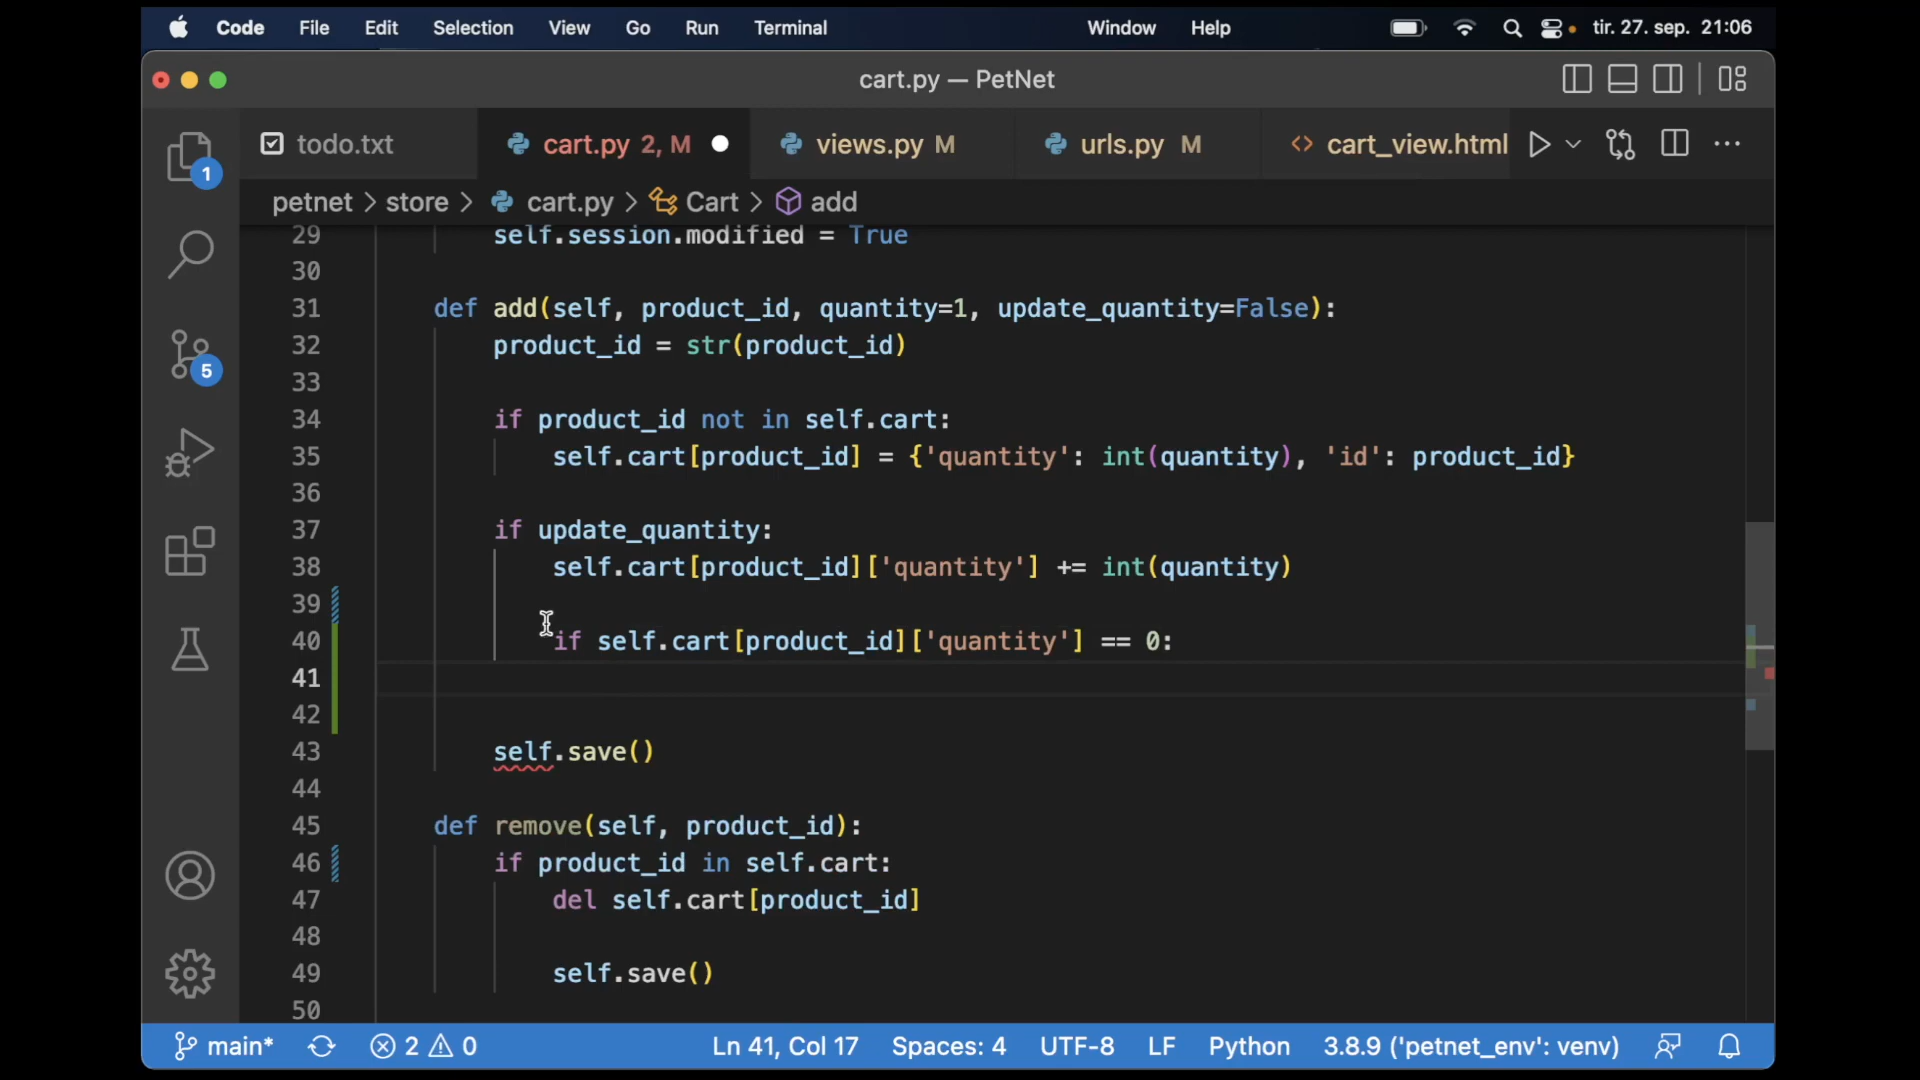 Code File Edit Selection View Go Run Terminal Window Help tir. 27. sep. 21:06
cart.py — PetNet
todo.txt cart.py 2, M views.py M urls.py M cart_view.html
petnet > store > cart.py > Cart > add
1
5
29 self.session.modified = True
30
31 def add(self, product_id, quantity=1, update_quantity=False):
32 product_id = str(product_id)
33
34 if product_id not in self.cart:
35 self.cart[product_id] = {'quantity': int(quantity), 'id': product_id}
36
37 if update_quantity:
38 self.cart[product_id]['quantity'] += int(quantity)
39
40 if self.cart[product_id]['quantity'] == 0:
41
42
43 self.save()
44
45 def remove(self, product_id):
46 if product_id in self.cart:
47 del self.cart[product_id]
48
49 self.save()
50
main* 2 0 Ln 41, Col 17 Spaces: 4 UTF-8 LF Python 3.8.9 ('petnet_env': venv)